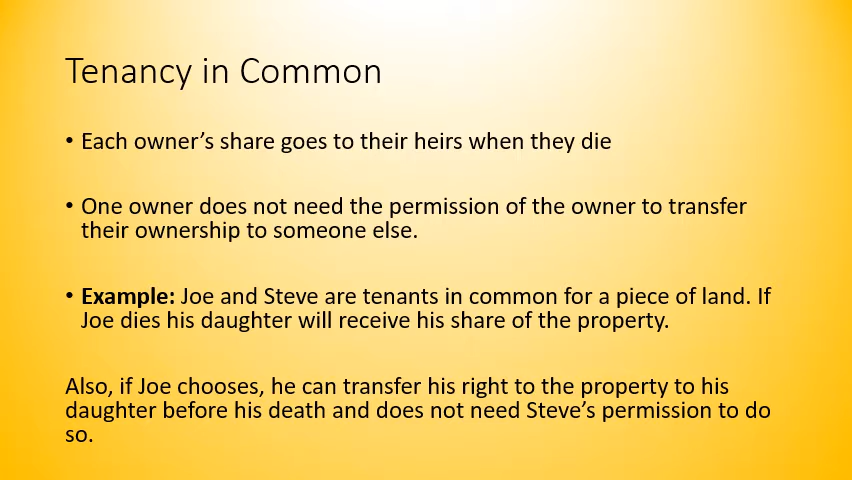 Tenancy in Common
• Each owner’s share goes to their heirs when they die
• One owner does not need the permission of the owner to transfer
their ownership to someone else.
• Example: Joe and Steve are tenants in common for a piece of land. If
Joe dies his daughter will receive his share of the property.
Also, if Joe chooses, he can transfer his right to the property to his
daughter before his death and does not need Steve’s permission to do
so.